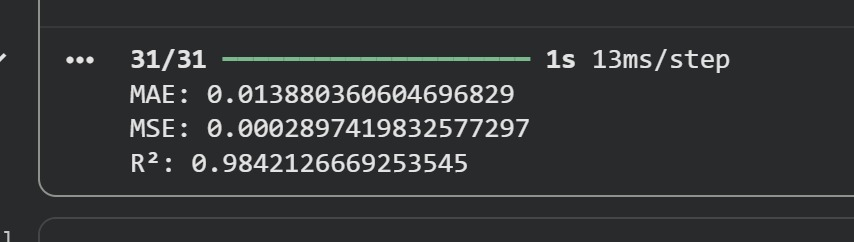 ••• 31/31 ━━━━━━━━━━━━━━━━━━━━ 1s 13ms/step
MAE: 0.013880360604696829
MSE: 0.0002897419832577297
R²: 0.9842126669253545